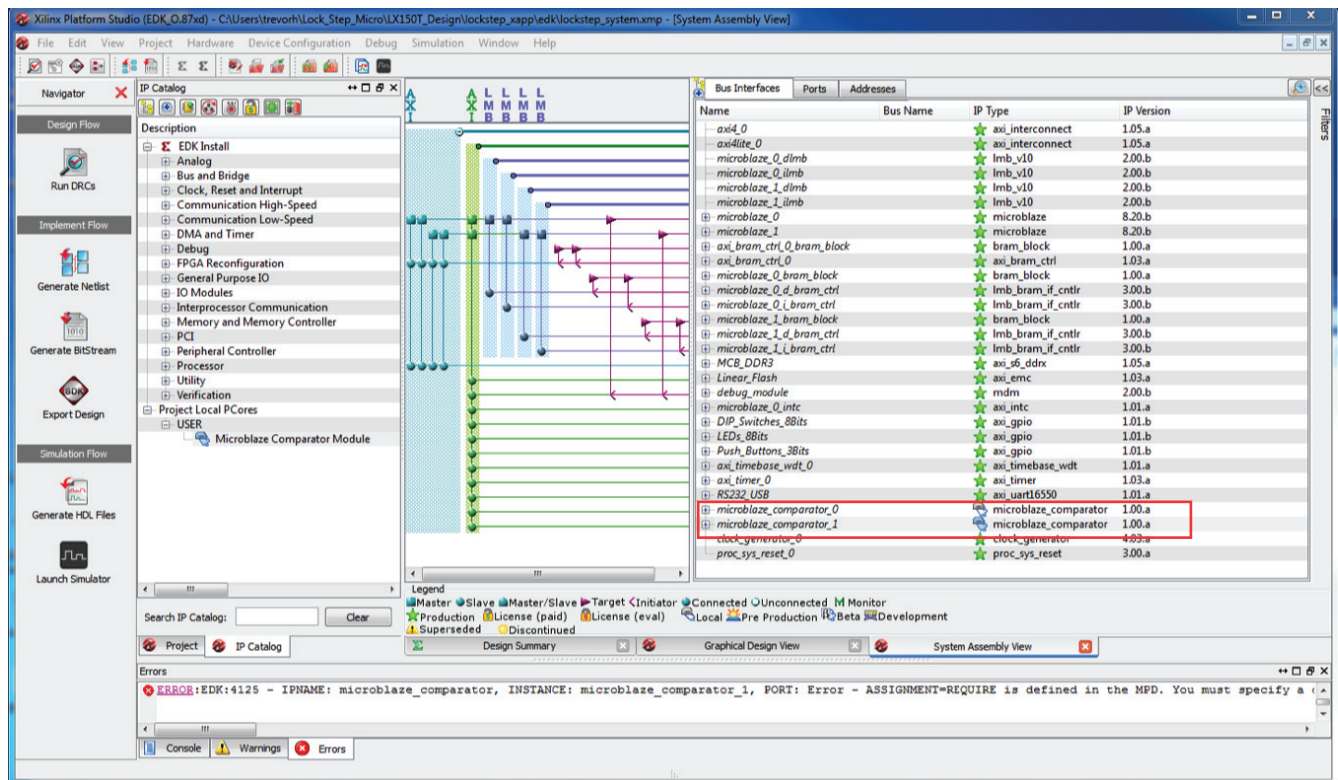 Xilinx Platform Studio (EDK_O.87xd) - C:\Users\trevorh\Lock_Step_Micro\LX150T_Design\lockstep_xapp\edk\lockstep_system.xmp - [System Assembly View]
File Edit View Project Hardware Device Configuration Debug Simulation Window Help
Navigator
Design Flow
Run DRCs
Implement Flow
Generate Netlist
1010
Generate BitStream
SDK
Export Design
Simulation Flow
Generate HDL Files
Launch Simulator
IP Catalog
Description
EDK Install
Analog
Bus and Bridge
Clock, Reset and Interrupt
Communication High-Speed
Communication Low-Speed
DMA and Timer
Debug
FPGA Reconfiguration
General Purpose IO
IO Modules
Interprocessor Communication
Memory and Memory Controller
PCI
Peripheral Controller
Processor
Utility
Verification
Project Local PCores
USER
Microblaze Comparator Module
Search IP Catalog: Clear
Project IP Catalog
AXI AXI LMB LMB LMB LMB
Bus Interfaces Ports Addresses
Filters
Name Bus Name IP Type IP Version
axi4_0 axi_interconnect 1.05.a
axi4lite_0 axi_interconnect 1.05.a
microblaze_0_dlmb lmb_v10 2.00.b
microblaze_0_ilmb lmb_v10 2.00.b
microblaze_1_dlmb lmb_v10 2.00.b
microblaze_1_ilmb lmb_v10 2.00.b
microblaze_0 microblaze 8.20.b
microblaze_1 microblaze 8.20.b
axi_bram_ctrl_0_bram_block bram_block 1.00.a
axi_bram_ctrl_0 axi_bram_ctrl 1.03.a
microblaze_0_bram_block bram_block 1.00.a
microblaze_0_d_bram_ctrl lmb_bram_if_cntlr 3.00.b
microblaze_0_i_bram_ctrl lmb_bram_if_cntlr 3.00.b
microblaze_1_bram_block bram_block 1.00.a
microblaze_1_d_bram_ctrl lmb_bram_if_cntlr 3.00.b
microblaze_1_i_bram_ctrl lmb_bram_if_cntlr 3.00.b
MCB_DDR3 axi_s6_ddrx 1.05.a
Linear_Flash axi_emc 1.03.a
debug_module mdm 2.00.b
microblaze_0_intc axi_intc 1.01.a
DIP_Switches_8Bits axi_gpio 1.01.b
LEDs_8Bits axi_gpio 1.01.b
Push_Buttons_3Bits axi_gpio 1.01.b
axi_timebase_wdt_0 axi_timebase_wdt 1.01.a
axi_timer_0 axi_timer 1.03.a
RS232_USB axi_uart16550 1.01.a
microblaze_comparator_0 microblaze_comparator 1.00.a
microblaze_comparator_1 microblaze_comparator 1.00.a
clock_generator_0 clock_generator 4.03.a
proc_sys_reset_0 proc_sys_reset 3.00.a
Legend
Master Slave Master/Slave Target Initiator Connected Unconnected M Monitor
Production License (paid) License (eval) Local Pre Production Beta Development
Superseded Discontinued
Design Summary Graphical Design View System Assembly View
Errors
ERROR:EDK:4125 - IPNAME: microblaze_comparator, INSTANCE: microblaze_comparator_1, PORT: Error - ASSIGNMENT=REQUIRE is defined in the MPD. You must specify a
Console Warnings Errors